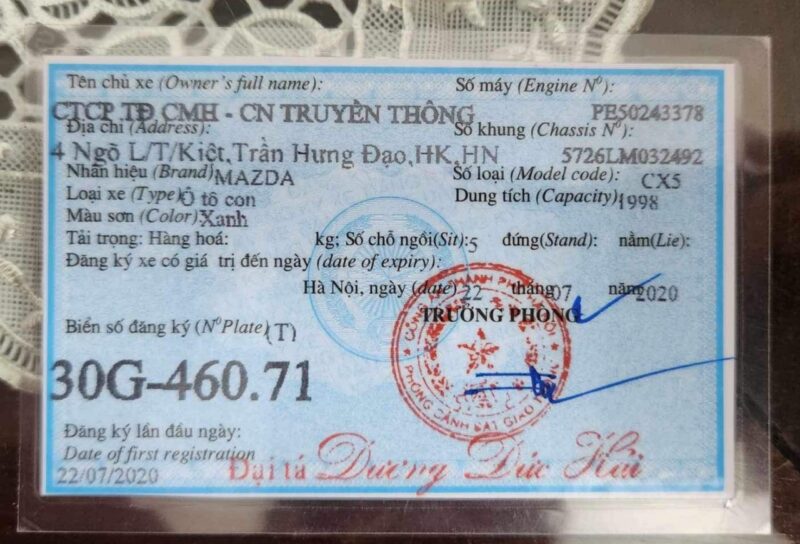 Tên chủ xe (Owner's full name): Số máy (Engine Nº):
CTCP TĐ CMH - CN TRUYỀN THÔNG PE50243378
Địa chỉ (Address): Số khung (Chassis Nº):
4 Ngõ L/T/Kiệt,Trần Hưng Đạo,HK,HN 5726LM032492
Nhãn hiệu (Brand) MAZDA Số loại (Model code): CX5
Loại xe (Type) Ô tô con Dung tích (Capacity) 1998
Màu sơn (Color) Xanh
Tải trọng: Hàng hoá: kg; Số chỗ ngồi(Sit): 5 đứng(Stand): nằm(Lie):
Đăng ký xe có giá trị đến ngày (date of expiry):
Hà Nội, ngày (date) 22 tháng 07 năm 2020
TRƯỞNG PHÒNG
Biển số đăng ký (NºPlate) (T)
30G-460.71
Đăng ký lần đầu ngày:
Date of first registration
22/07/2020
Đại tá Dương Đức Hải